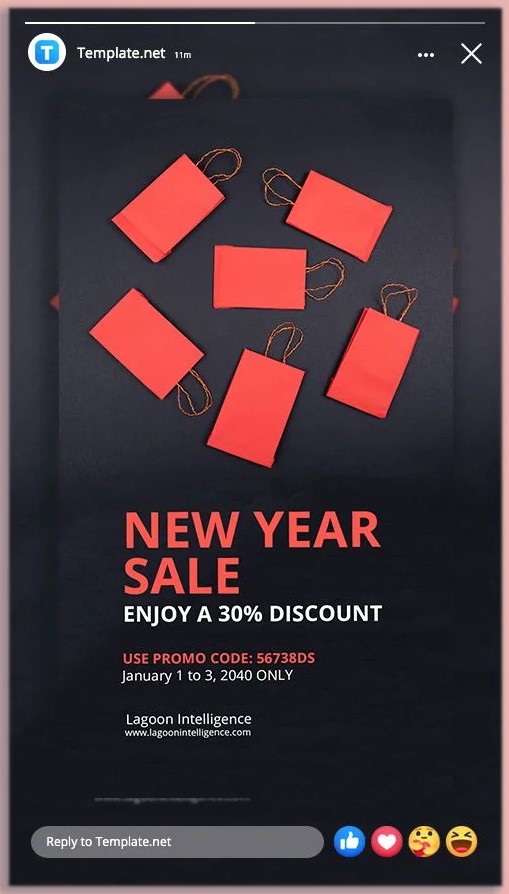 T
Template.net 11m
NEW YEAR
SALE
ENJOY A 30% DISCOUNT
USE PROMO CODE: 56738DS
January 1 to 3, 2040 ONLY
Lagoon Intelligence
www.lagoonintelligence.com
Reply to Template.net